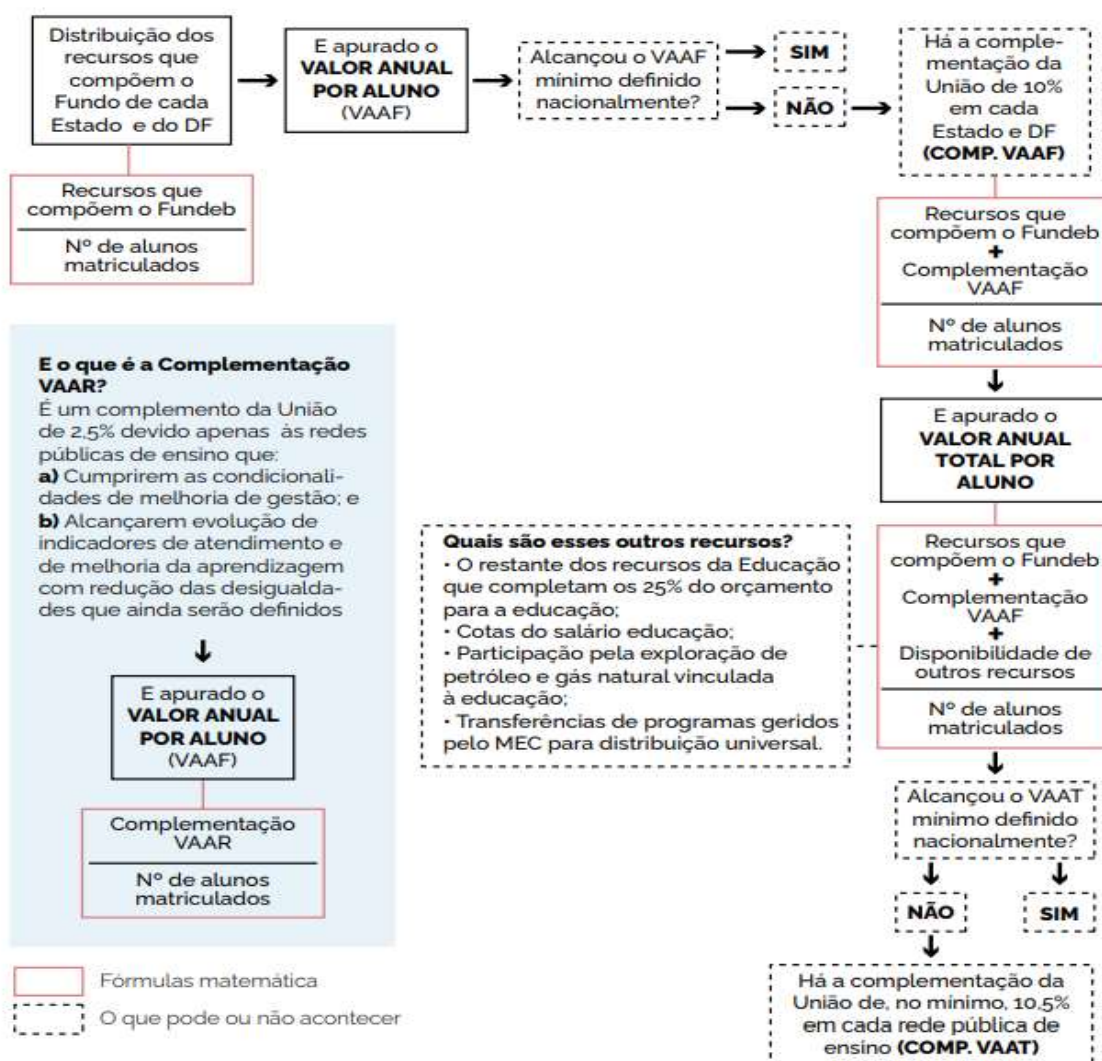 Distribuição dos
recursos que
compõem o
Fundo de cada
Estado e do DF
E apurado o
VALOR ANUAL
POR ALUNO
(VAAF)
Alcançou o VAAF
mínimo definido
nacionalmente?
SIM
NÃO
Há a comple-
mentação da
União de 10%
em cada
Estado e DF
(COMP. VAAF)
Recursos que
compõem o Fundeb
Nº de alunos
matriculados
Recursos que
compõem o Fundeb
+
Complementação
VAAF
Nº de alunos
matriculados
E apurado o
VALOR ANUAL
TOTAL POR
ALUNO
Recursos que
compõem o Fundeb
+
Complementação
VAAF
+
Disponibilidade de
outros recursos
Nº de alunos
matriculados
Quais são esses outros recursos?
• O restante dos recursos da Educação
que completam os 25% do orçamento
para a educação;
• Cotas do salário educação;
• Participação pela exploração de
petróleo e gás natural vinculada
à educação;
• Transferências de programas geridos
pelo MEC para distribuição universal.
Alcançou o VAAT
mínimo definido
nacionalmente?
NÃO
SIM
Há a complementação da
União de, no mínimo, 10,5%
em cada rede pública de
ensino (COMP. VAAT)
E o que é a Complementação
VAAR?
É um complemento da União
de 2,5% devido apenas às redes
públicas de ensino que:
a) Cumprirem as condicionali-
dades de melhoria de gestão; e
b) Alcançarem evolução de
indicadores de atendimento e
de melhoria da aprendizagem
com redução das desigualda-
des que ainda serão definidos
E apurado o
VALOR ANUAL
POR ALUNO
(VAAF)
Complementação
VAAR
Nº de alunos
matriculados
Fórmulas matemática
O que pode ou não acontecer